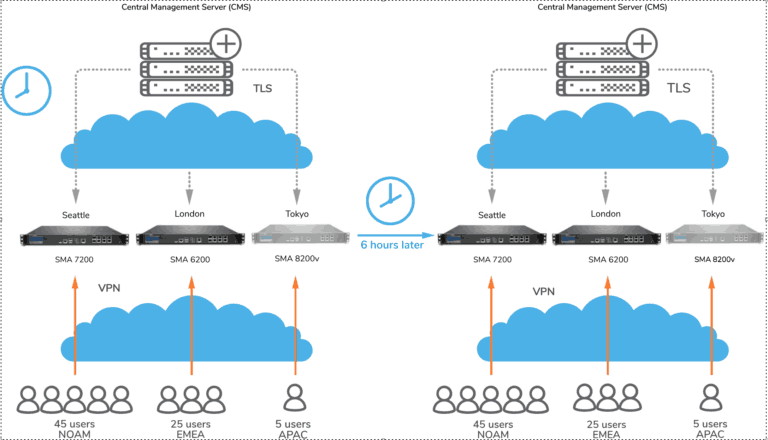 Central Management Server (CMS)
TLS
Seattle
London
Tokyo
SMA 7200
SMA 6200
SMA 8200v
VPN
45 users
NOAM
25 users
EMEA
5 users
APAC
6 hours later
Central Management Server (CMS)
TLS
Seattle
London
Tokyo
SMA 7200
SMA 6200
SMA 8200v
VPN
45 users
NOAM
25 users
EMEA
5 users
APAC